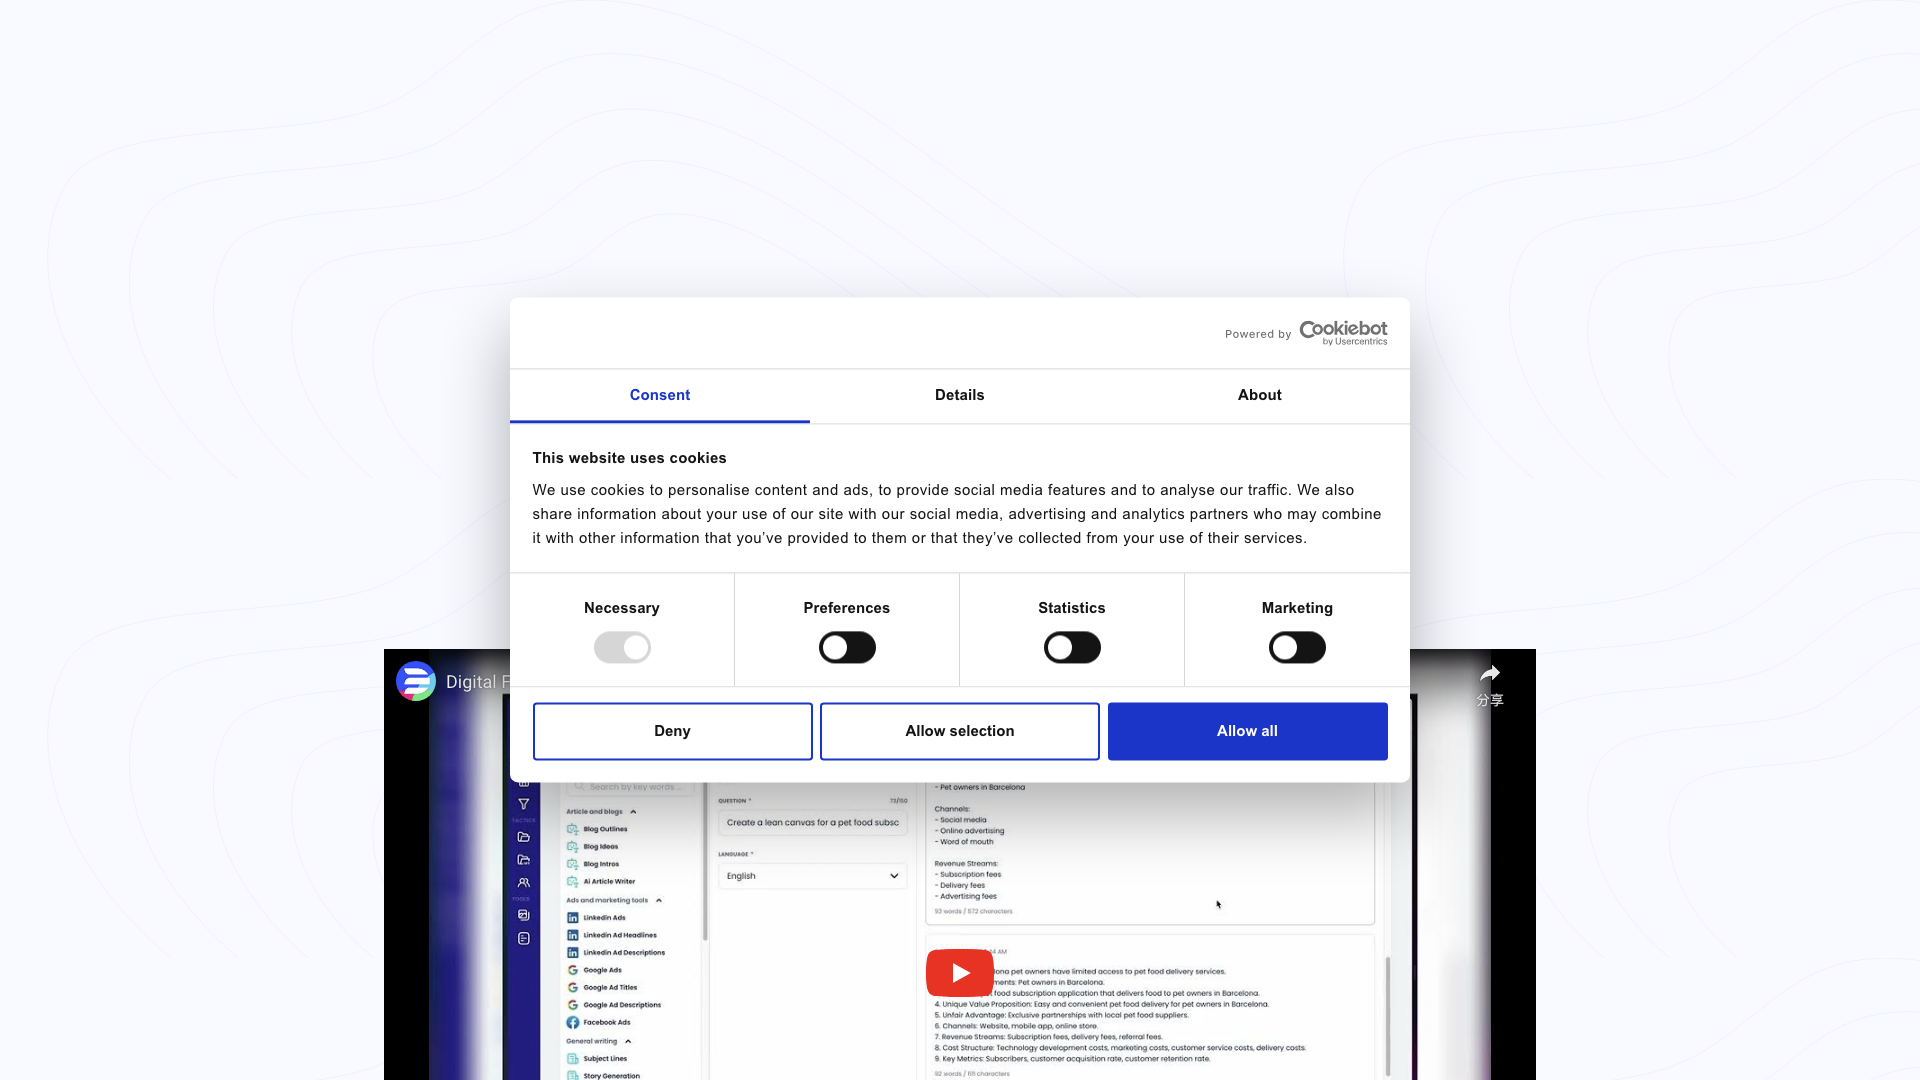 Powered by Cookiebot
by Usercentrics
Consent
Details
About
This website uses cookies
We use cookies to personalise content and ads, to provide social media features and to analyse our traffic. We also
share information about your use of our site with our social media, advertising and analytics partners who may combine
it with other information that you’ve provided to them or that they’ve collected from your use of their services.
Necessary
Preferences
Statistics
Marketing
Deny
Allow selection
Allow all
Digital F
分享
Search by key words ...
Article and blogs
Blog Outlines
Blog Ideas
Blog Intros
Ai Article Writer
Ads and marketing tools
Linkedin Ads
Linkedin Ad Headlines
Linkedin Ad Descriptions
Google Ads
Google Ad Titles
Google Ad Descriptions
Facebook Ads
General writing
Subject Lines
Story Generation
TACTICS
TOOLS
QUESTION *
73/150
Create a lean canvas for a pet food subsc
LANGUAGE *
English
- Pet owners in Barcelona
Channels:
- Social media
- Online advertising
- Word of mouth
Revenue Streams:
- Subscription fees
- Delivery fees
- Advertising fees
93 words / 572 characters
AM
pet owners have limited access to pet food delivery services.
Pet owners in Barcelona.
food subscription application that delivers food to pet owners in Barcelona.
4. Unique Value Proposition: Easy and convenient pet food delivery for pet owners in Barcelona.
5. Unfair Advantage: Exclusive partnerships with local pet food suppliers.
6. Channels: Website, mobile app, online store.
7. Revenue Streams: Subscription fees, delivery fees, referral fees.
8. Cost Structure: Technology development costs, marketing costs, customer service costs, delivery costs.
9. Key Metrics: Subscribers, customer acquisition rate, customer retention rate.
92 words / 611 characters